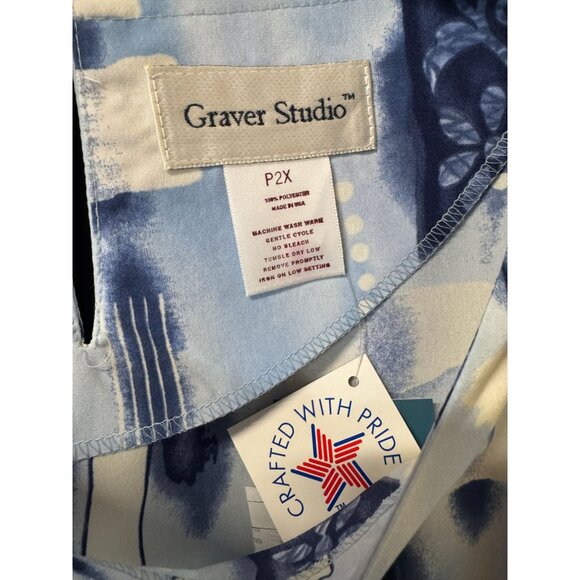 Graver Studio™
P2X
100% POLYESTER
MADE IN USA
MACHINE WASH WARM
GENTLE CYCLE
NO BLEACH
TUMBLE DRY LOW
REMOVE PROMPTLY
IRON ON LOW SETTING
CRAFTED WITH PRIDE
TM